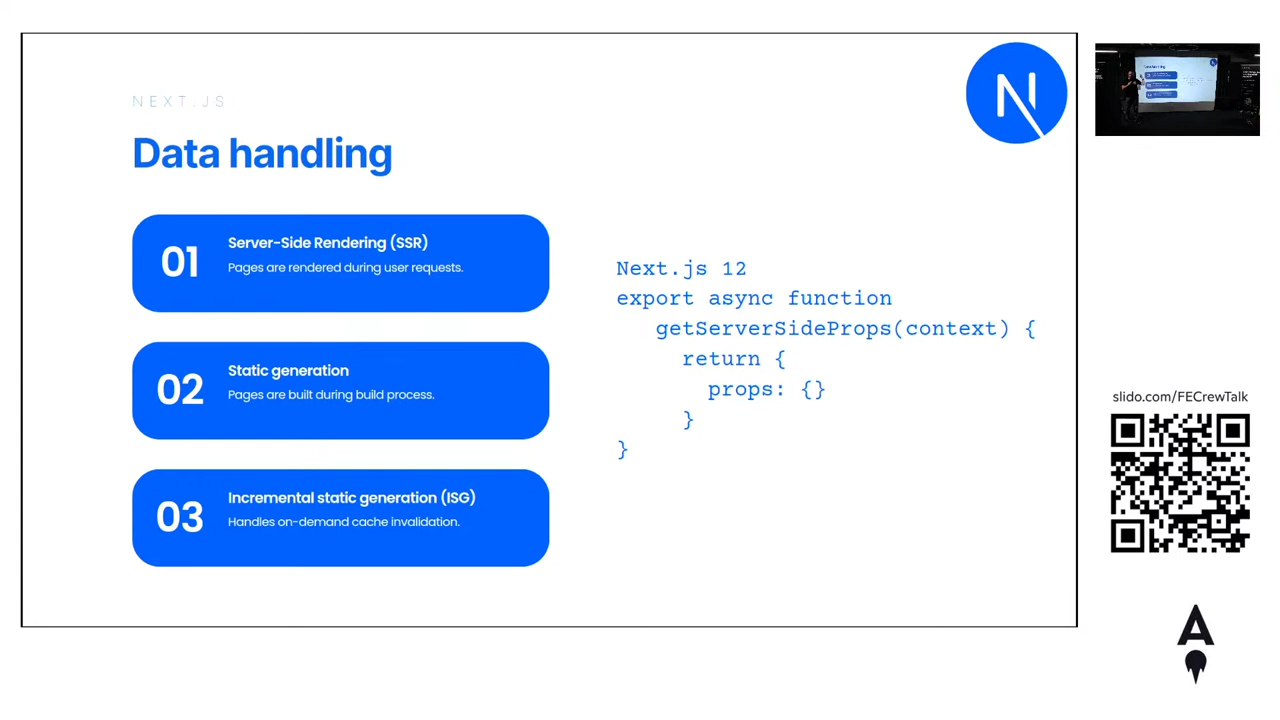 NEXT.JS
Data handling
01
Server-Side Rendering (SSR)
Pages are rendered during user requests.
02
Static generation
Pages are built during build process.
03
Incremental static generation (ISG)
Handles on-demand cache invalidation.
Next.js 12
export async function
getServerSideProps(context) {
return {
props: {}
}
}
N
slido.com/FECrewTalk
A